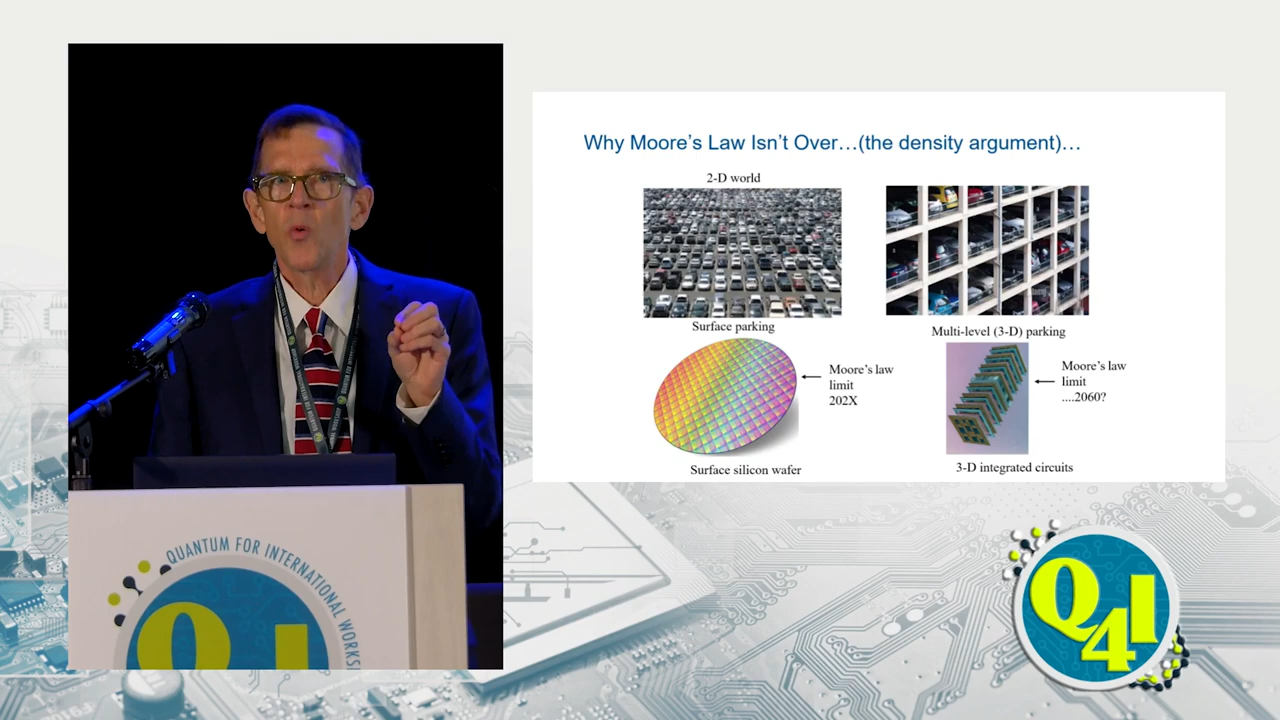 Why Moore's Law Isn't Over…(the density argument)…
2-D world
Surface parking
Multi-level (3-D) parking
Moore's law
limit
202X
Moore's law
limit
....2060?
Surface silicon wafer
3-D integrated circuits
QUANTUM FOR INTERNATIONAL WORKS
Q I
Q4I